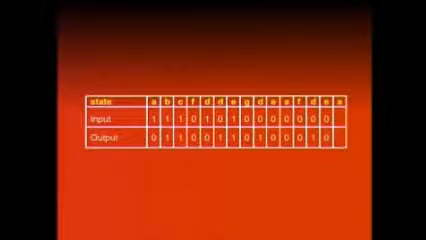 state a b c f d d e g d a a f d e a
Input 1 1 1 0 1 0 1 0 0 0 0 0 0 0
Output 0 1 1 0 0 1 1 0 1 0 0 0 1 0